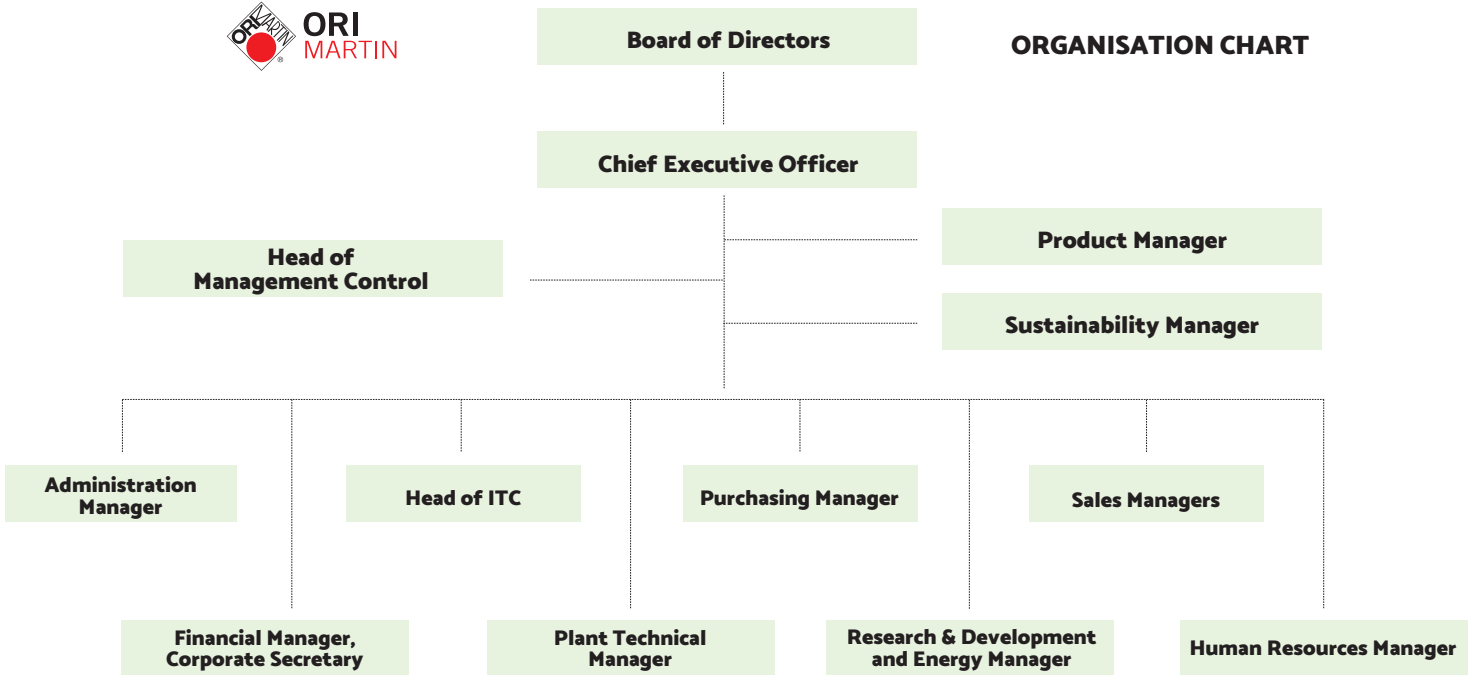 ORI MARTIN
®
ORI
MARTIN
Board of Directors
ORGANISATION CHART
Chief Executive Officer
Product Manager
Head of
Management Control
Sustainability Manager
Administration
Manager
Head of ITC
Purchasing Manager
Sales Managers
Financial Manager,
Corporate Secretary
Plant Technical
Manager
Research & Development
and Energy Manager
Human Resources Manager